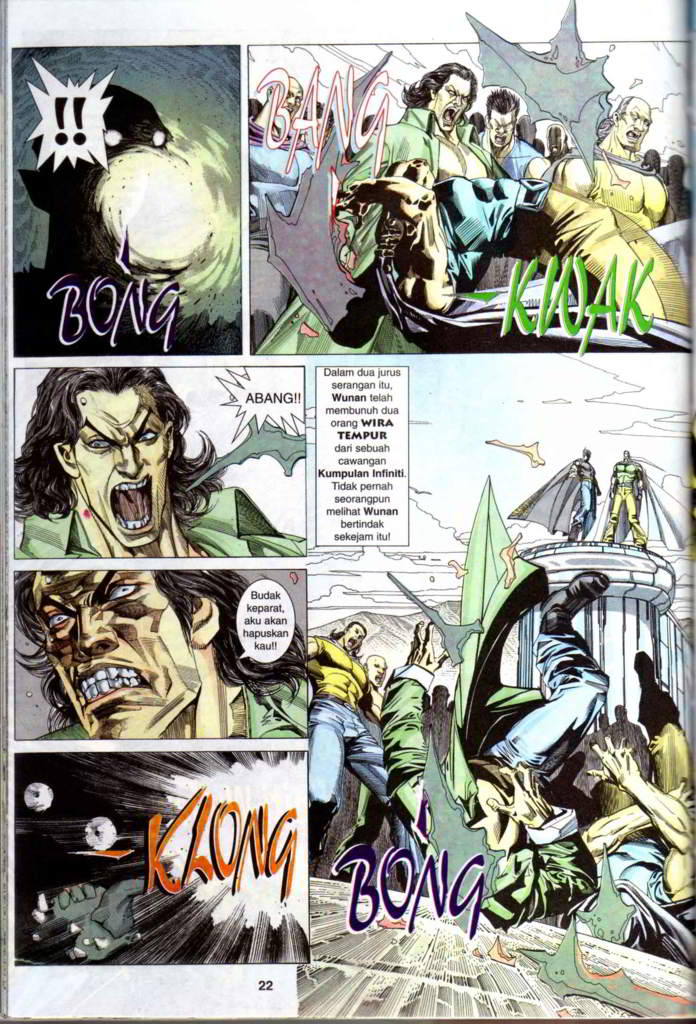 !!
BONG
BANG
-KWAK
ABANG!!
Dalam dua jurus
serangan itu,
Wunan telah
membunuh dua
orang WIRA
TEMPUR
dari sebuah
cawangan
Kumpulan Infiniti.
Tidak pernah
seorangpun
melihat Wunan
bertindak
sekejam itu!
Budak
keparat,
aku akan
hapuskan
kau!!
-KLONG
BONG
22